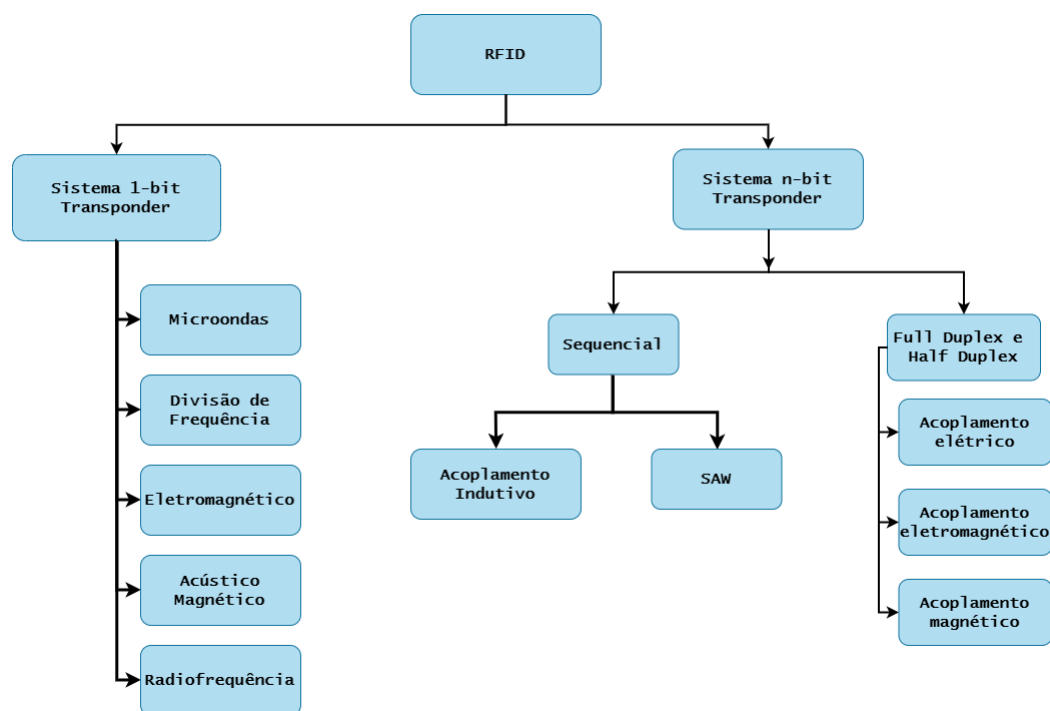 RFID
Sistema 1-bit
Transponder
Sistema n-bit
Transponder
Microondas
Divisão de
Frequência
Eletromagnético
Acústico
Magnético
Radiofrequência
Sequencial
Acoplamento
Indutivo
SAW
Full Duplex e
Half Duplex
Acoplamento
elétrico
Acoplamento
eletromagnético
Acoplamento
magnético